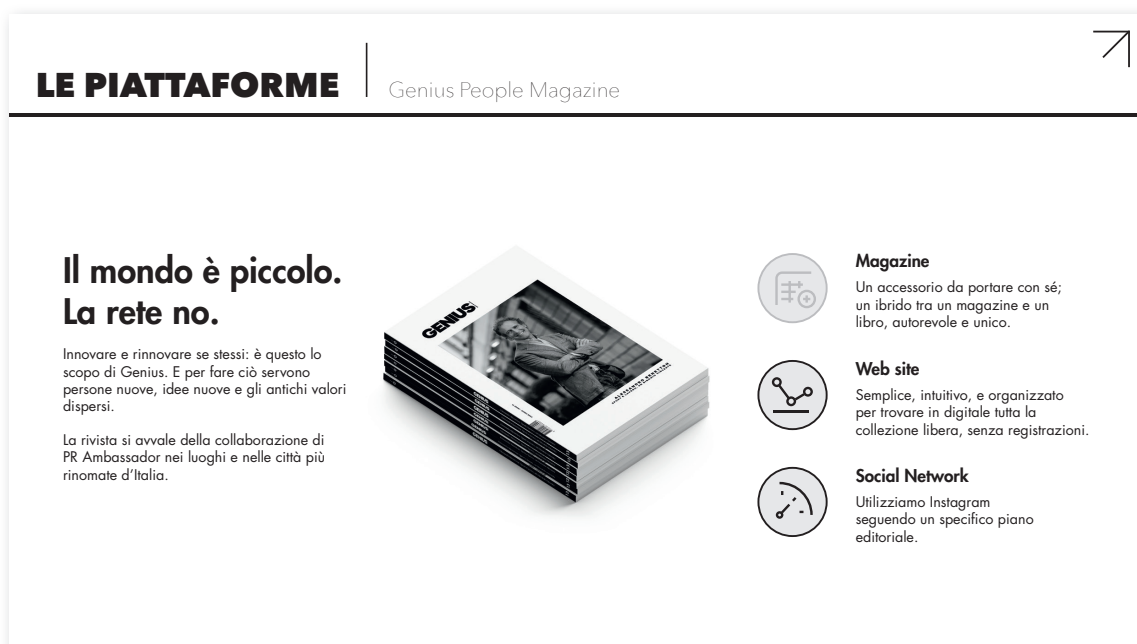 LE PIATTAFORME
Genius People Magazine
Il mondo è piccolo.
La rete no.
Innovare e rinnovare se stessi: è questo lo
scopo di Genius. E per fare ciò servono
persone nuove, idee nuove e gli antichi valori
dispersi.
La rivista si avvale della collaborazione di
PR Ambassador nei luoghi e nelle città più
rinomate d’Italia.
GENIUS
Magazine
Un accessorio da portare con sé;
un ibrido tra un magazine e un
libro, autorevole e unico.
Web site
Semplice, intuitivo, e organizzato
per trovare in digitale tutta la
collezione libera, senza registrazioni.
Social Network
Utilizziamo Instagram
seguendo un specifico piano
editoriale.